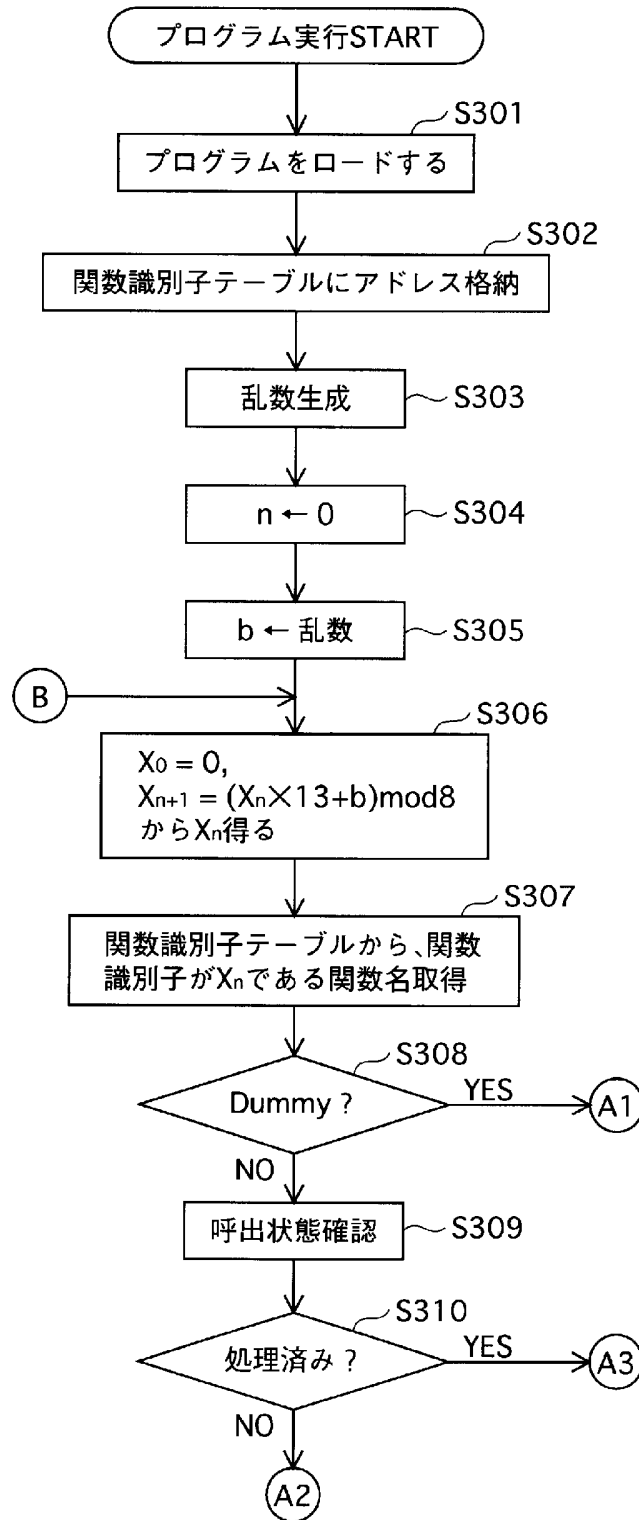 プログラム実行START
S301
プログラムをロードする
S302
関数識別子テーブルにアドレス格納
乱数生成
S303
n ← 0
S304
b ← 乱数
S305
B
S306
X0 = 0,
Xn+1 = (Xn×13+b)mod8
からXn得る
S307
関数識別子テーブルから、関数
識別子がXnである関数名取得
S308
Dummy ?
YES
A1
NO
呼出状態確認
S309
S310
処理済み ?
YES
A3
NO
A2